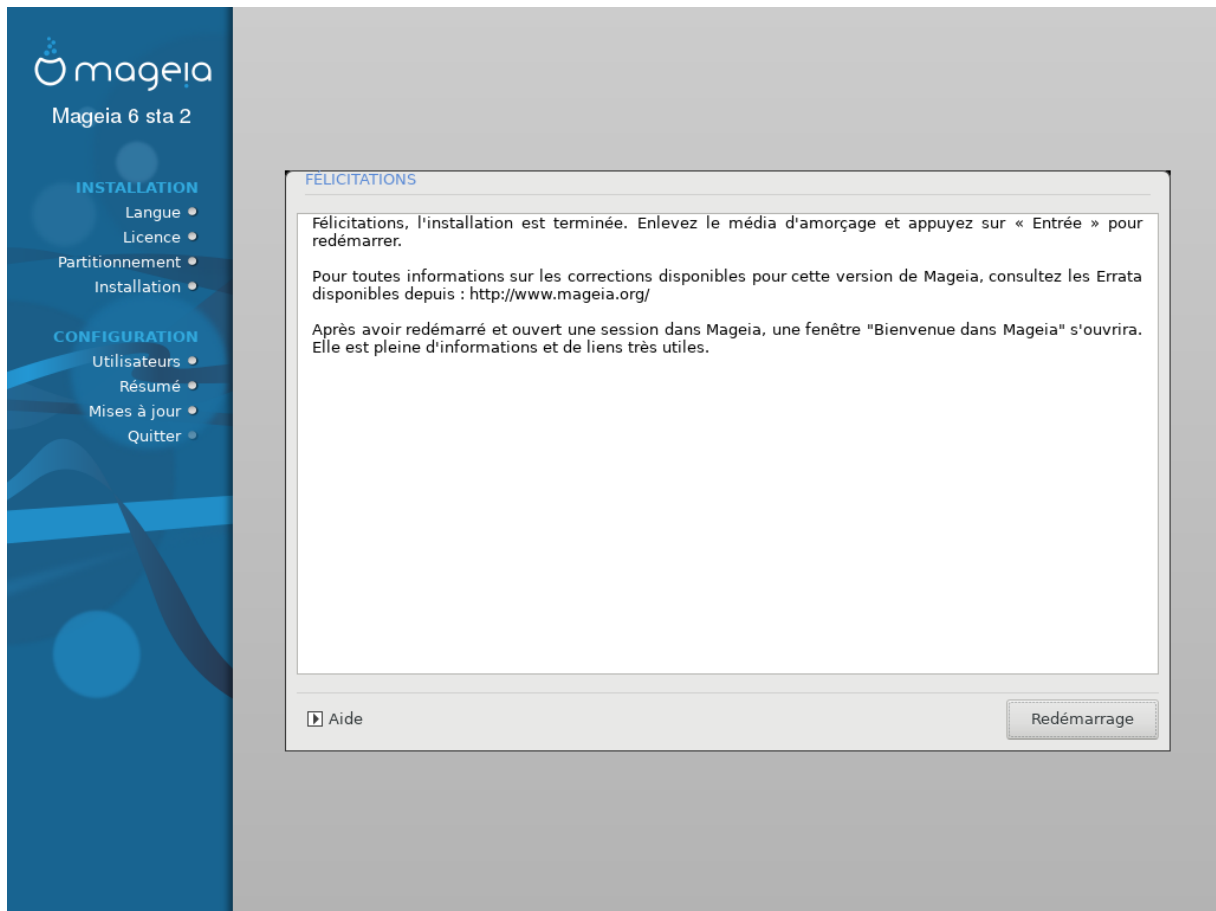 mageia
Mageia 6 sta 2
INSTALLATION
Langue
Licence
Partitionnement
Installation
CONFIGURATION
Utilisateurs
Résumé
Mises à jour
Quitter
FÉLICITATIONS
Félicitations, l'installation est terminée. Enlevez le média d'amorçage et appuyez sur « Entrée » pour
redémarrer.
Pour toutes informations sur les corrections disponibles pour cette version de Mageia, consultez les Errata
disponibles depuis : http://www.mageia.org/
Après avoir redémarré et ouvert une session dans Mageia, une fenêtre "Bienvenue dans Mageia" s'ouvrira.
Elle est pleine d'informations et de liens très utiles.
Aide
Redémarrage